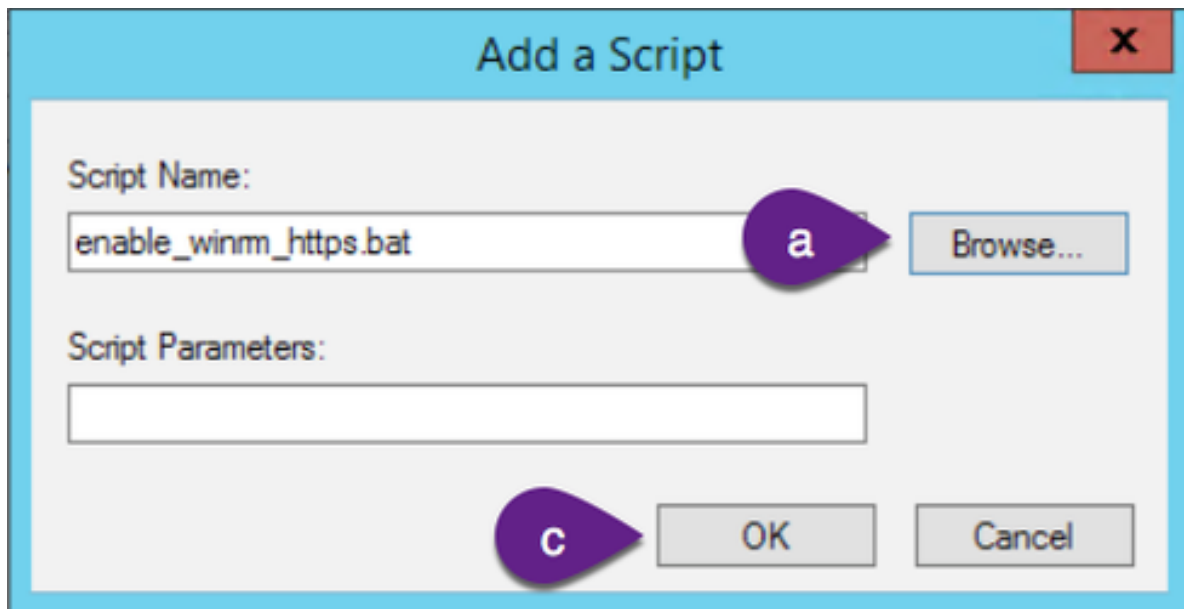 Add a Script
x
Script Name:
enable_winrm_https.bat
a
Browse...
Script Parameters:
c
OK
Cancel